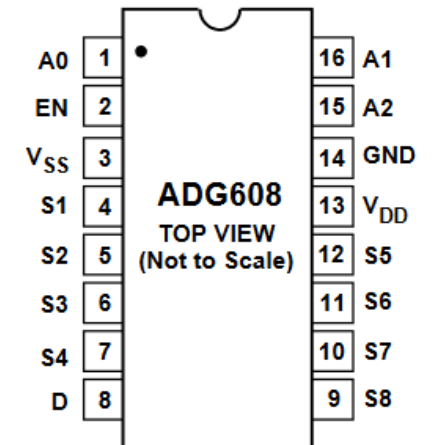 A0 1 16 A1
EN 2 15 A2
VSS 3 14 GND
S1 4 ADG608 13 VDD
TOP VIEW
S2 5 (Not to Scale) 12 S5
S3 6 11 S6
S4 7 10 S7
D 8 9 S8